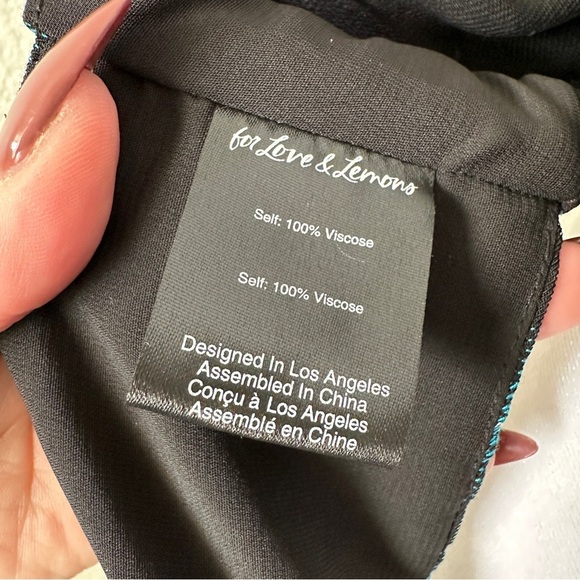 for Love & Lemons
Self: 100% Viscose
Self: 100% Viscose
Designed In Los Angeles
Assembled In China
Conçu à Los Angeles
Assemblé en Chine